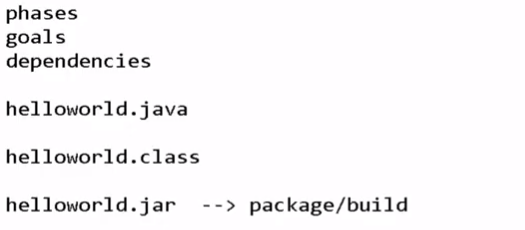 phases
goals
dependencies
helloworld.java
helloworld.class
helloworld.jar  --> package/build